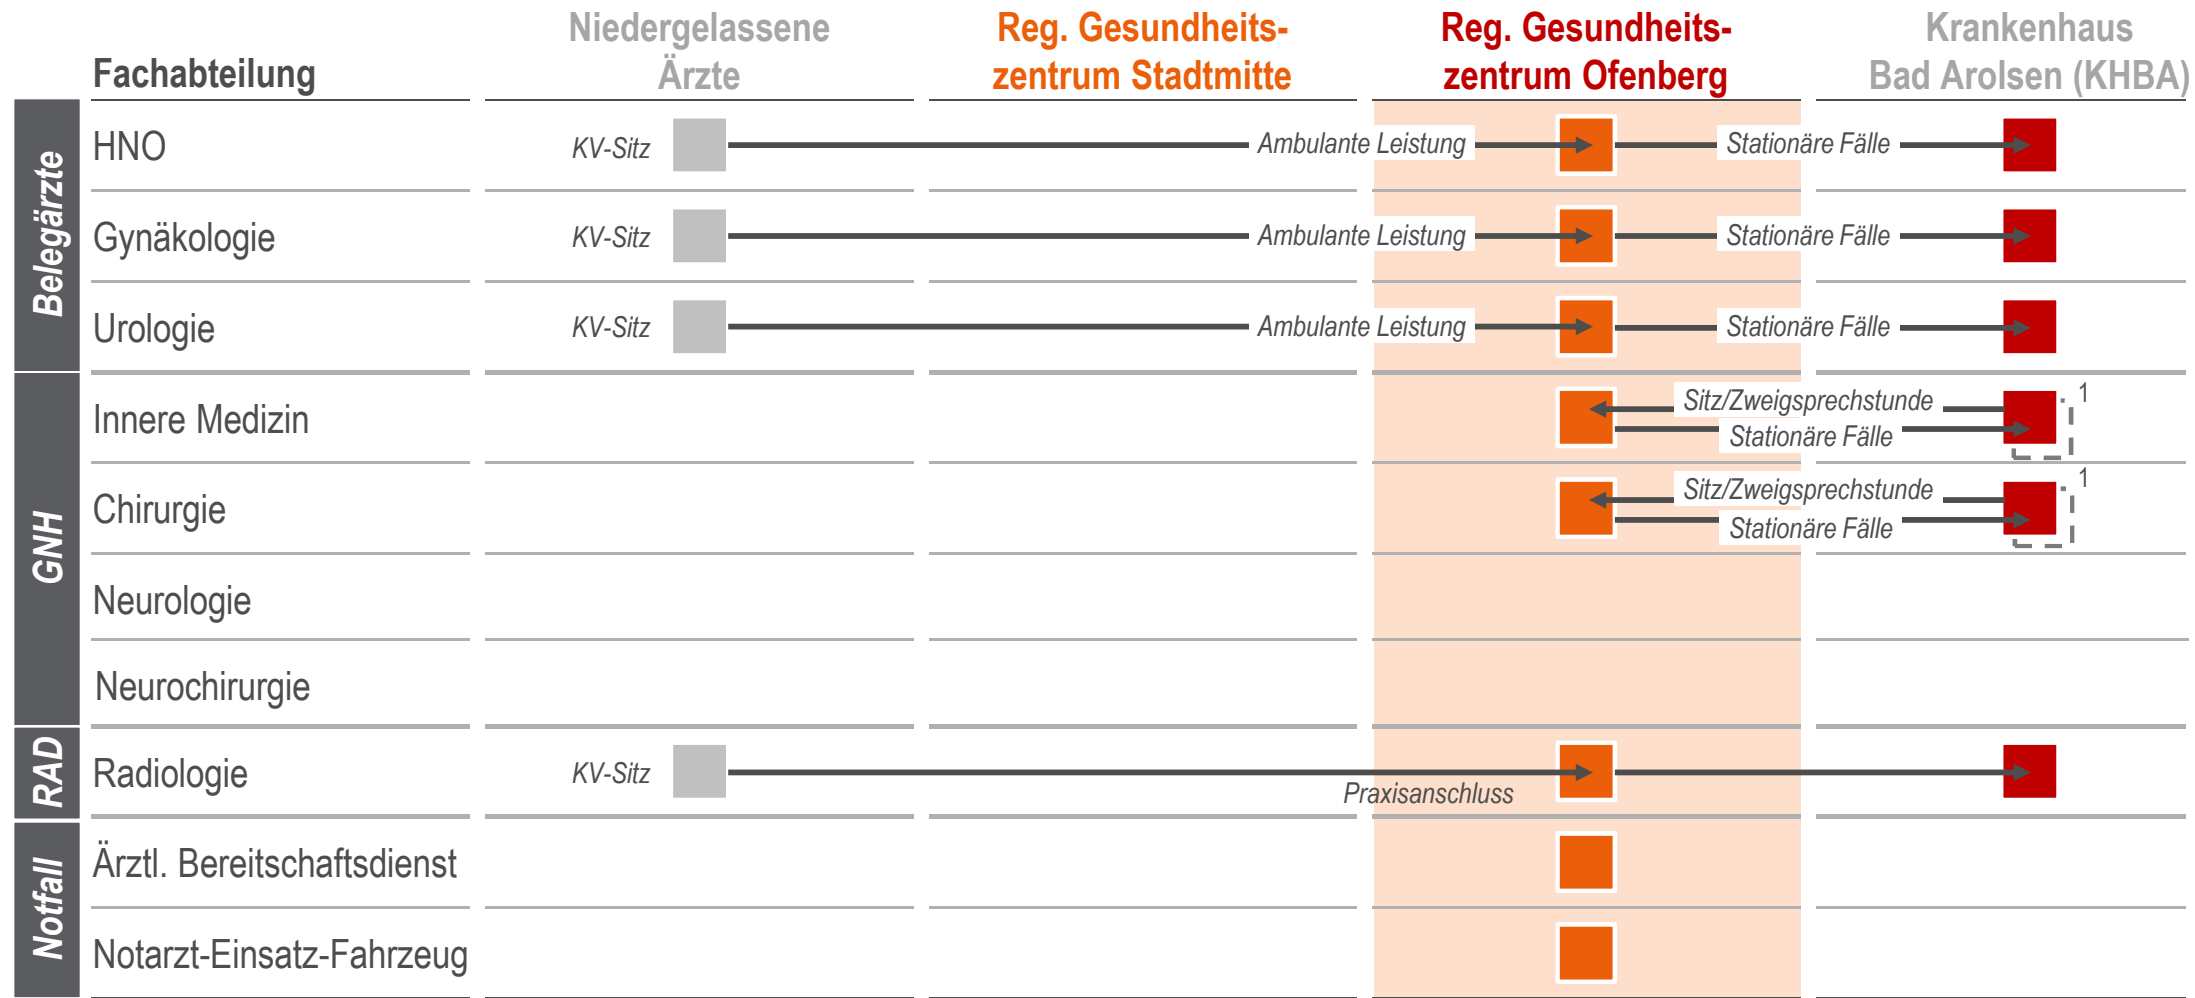 Fachabteilung
Niedergelassene
Ärzte
Reg. Gesundheits-
zentrum Stadtmitte
Reg. Gesundheits-
zentrum Ofenberg
Krankenhaus
Bad Arolsen (KHBA)
Belegärzte
HNO
KV-Sitz
Ambulante Leistung
Stationäre Fälle
Gynäkologie
KV-Sitz
Ambulante Leistung
Stationäre Fälle
Urologie
KV-Sitz
Ambulante Leistung
Stationäre Fälle
GNH
Innere Medizin
Sitz/Zweigsprechstunde
Stationäre Fälle
1
Chirurgie
Sitz/Zweigsprechstunde
Stationäre Fälle
1
Neurologie
Neurochirurgie
RAD
Radiologie
KV-Sitz
Praxisanschluss
Notfall
Ärztl. Bereitschaftsdienst
Notarzt-Einsatz-Fahrzeug